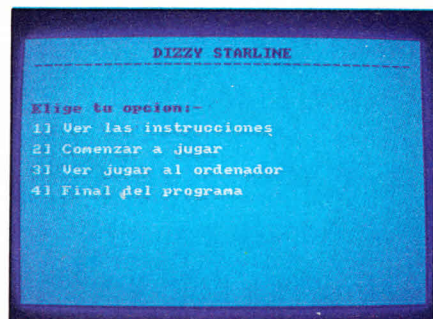 DIZZY STARLINE
Elige tu opcion:-
1] Ver las instrucciones
2] Comenzar a jugar
3] Ver jugar al ordenador
4] Final del programa